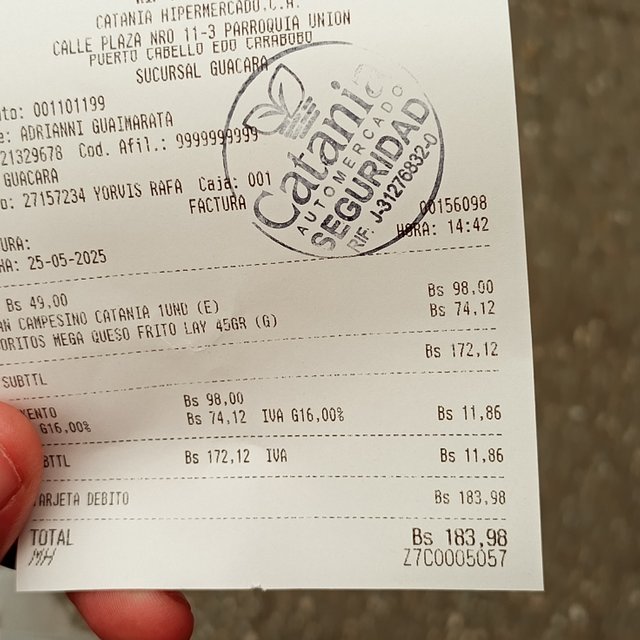 CATANIA HIPERMERCADO,C.A.
CALLE PLAZA NRO 11-3 PARROQUIA UNION
PUERTO CABELLO EDO CARABOBO
SUCURSAL GUACARA
nto: 001101199
e: ADRIANNI GUAIMARATA
21329678 Cod. Afil.: 9999999999
GUACARA
o: 27157234 YORVIS RAFA Caja: 001
FACTURA
URA: 00156098
HA: 25-05-2025 HORA: 14:42
Bs 49.00
AN CAMPESINO CATANIA 1UND (E) Bs 98,00
ORITOS MEGA QUESO FRITO LAY 45GR (G) Bs 74,12
SUBTTL Bs 172,12
ENTO Bs 98,00
G16,00% Bs 74,12 IVA G16,00% Bs 11,86
BTTL Bs 172,12 IVA Bs 11,86
TARJETA DEBITO Bs 183,98
TOTAL Bs 183,98
MH Z7C0005057
Catania
AUTOMERCADO
SEGURIDAD
RIF. J-31276832-0